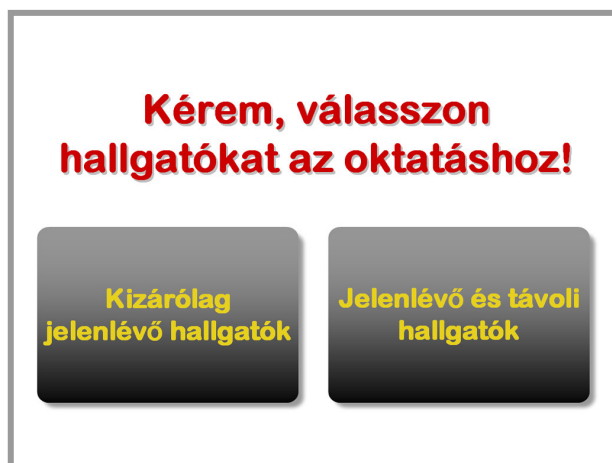 Kérem, válasszon
hallgatókat az oktatáshoz!
Kizárólag
jelenlévő hallgatók
Jelenlévő és távoli
hallgatók